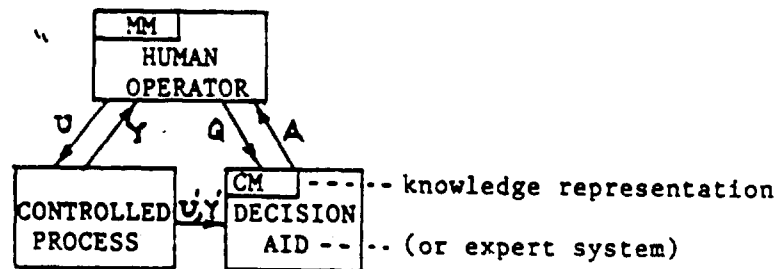 MM
HUMAN
OPERATOR
U Y Q A
CM ---- -- knowledge representation
CONTROLLED U',Y' DECISION
PROCESS AID -- -- (or expert system)